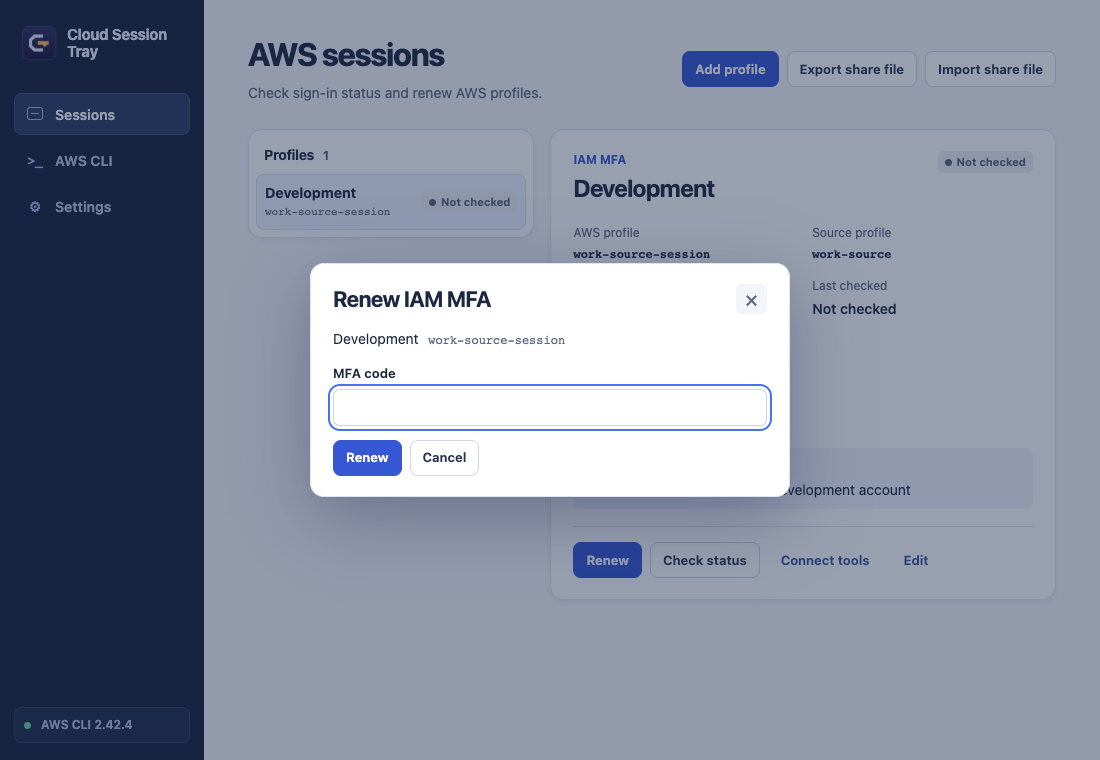 Cloud Session
Tray
Sessions
>_ AWS CLI
Settings
AWS CLI 2.42.4
AWS sessions
Check sign-in status and renew AWS profiles.
Add profile
Export share file
Import share file
Profiles 1
Development
work-source-session
Not checked
IAM MFA
Not checked
Development
AWS profile
work-source-session
Source profile
work-source
Last checked
Not checked
development account
Renew
Check status
Connect tools
Edit
Renew IAM MFA
Development work-source-session
MFA code
Renew
Cancel